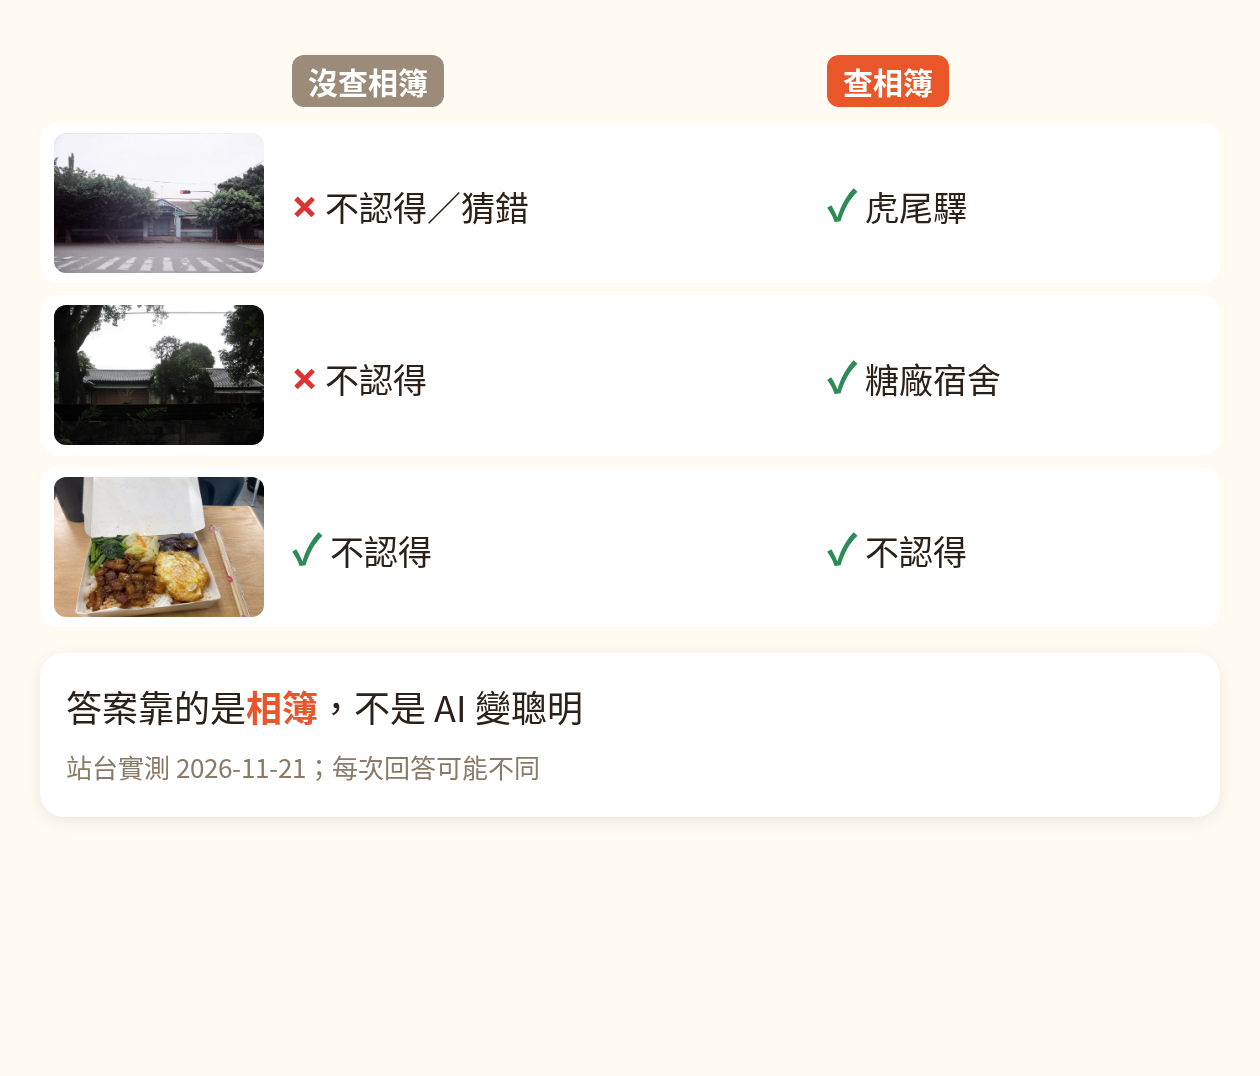 沒查相簿 查相簿
× 不認得／猜錯 ✓ 虎尾驛
× 不認得 ✓ 糖廠宿舍
✓ 不認得 ✓ 不認得
答案靠的是相簿，不是 AI 變聰明
站台實測 2026-11-21；每次回答可能不同